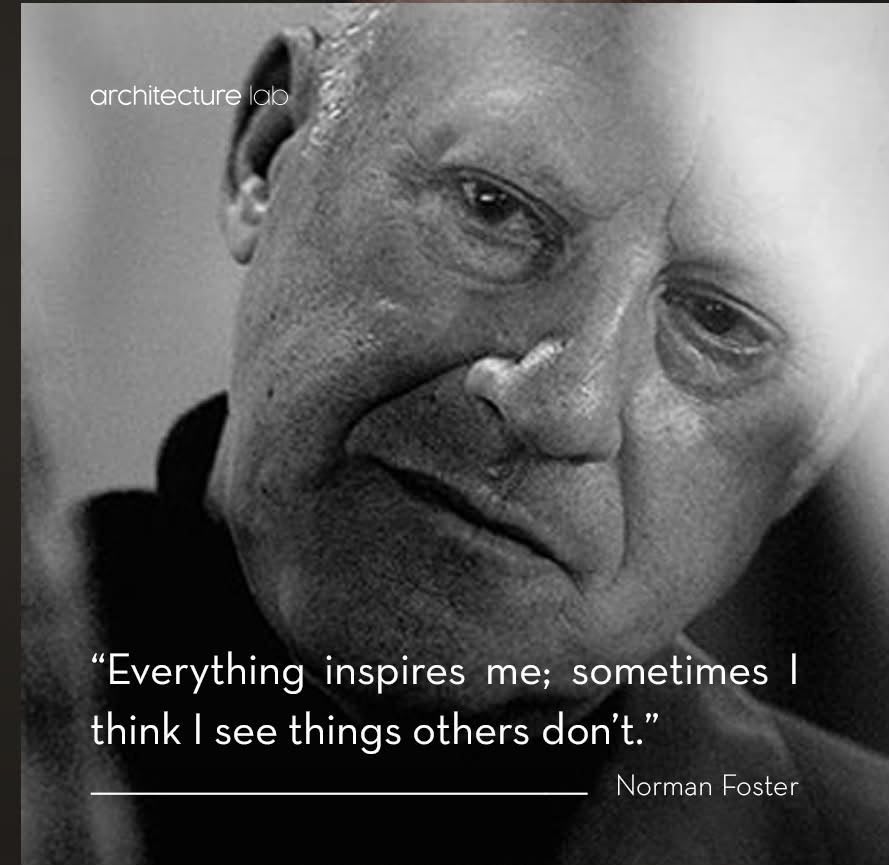 architecture lab
“Everything inspires me; sometimes I
think I see things others don’t.”
Norman Foster